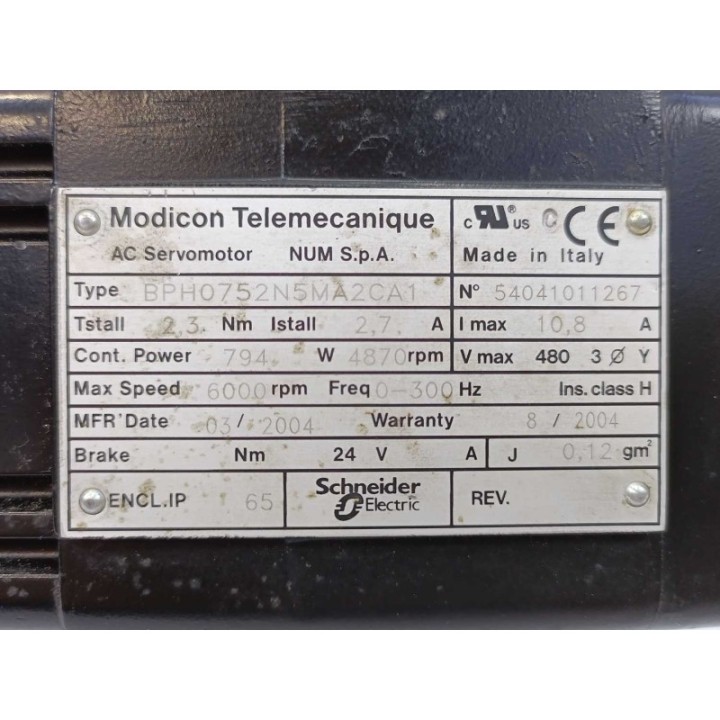 Modicon Telemecanique
c RU® us C CE
AC Servomotor NUM S.p.A. Made in Italy
Type BPH0752N5MA2CA1 N° 54041011267
Tstall 2,3 Nm Istall 2,7 A I max 10,8 A
Cont. Power 794 W 4870 rpm V max 480 3 Ø Y
Max Speed 6000 rpm Freq 0-300 Hz Ins. class H
MFR Date 03/ 2004 Warranty 8 / 2004
Brake Nm 24 V A J 0,12 gm²
ENCL.IP 65 Schneider Electric REV.